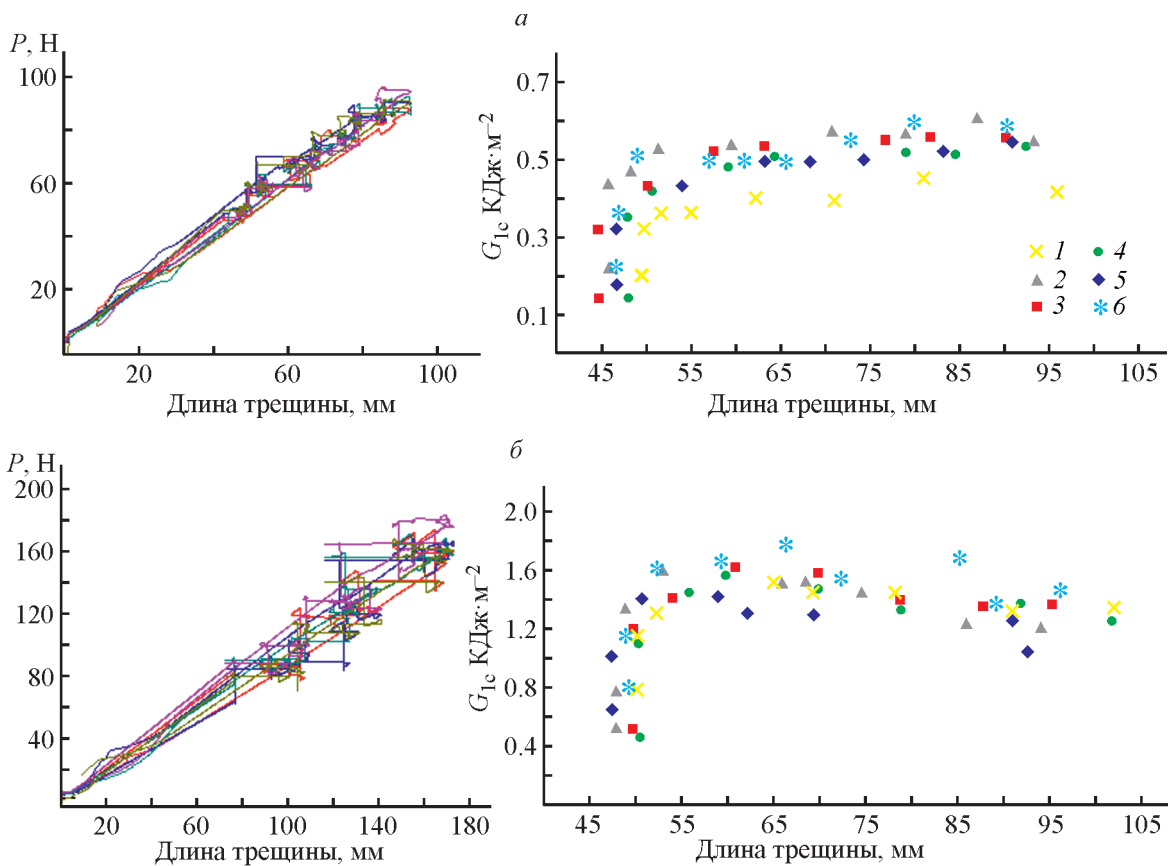 а
P, Н
100
60
20
20 60 100
Длина трещины, мм
G1c КДж·м–2
0.7
0.5
0.3
0.1
1 4
2 5
3 6
45 55 65 75 85 95 105
Длина трещины, мм
б
P, Н
200
160
120
80
40
20 60 100 140 180
Длина трещины, мм
G1c КДж·м–2
2.0
1.6
1.2
0.8
0.4
45 55 65 75 85 95 105
Длина трещины, мм